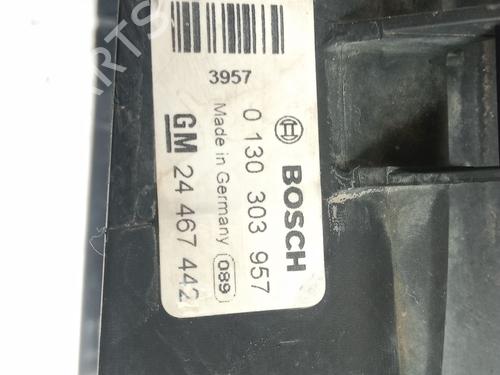 3957
BOSCH
0 130 303 957
Made in Germany 089
GM 24 467 442